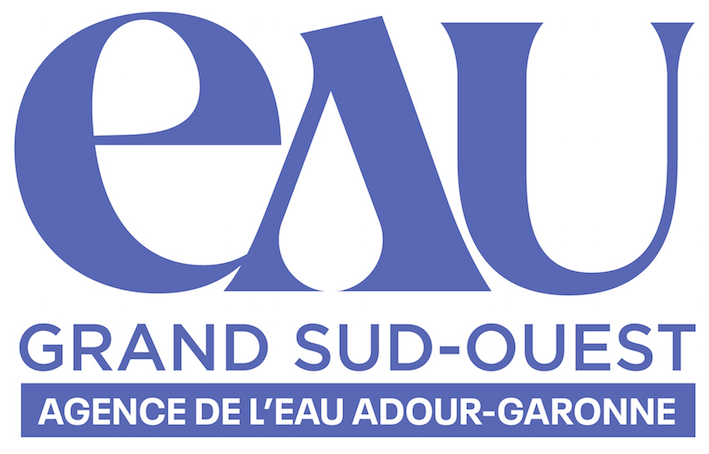 eAU
GRAND SUD-OUEST
AGENCE DE L'EAU ADOUR-GARONNE